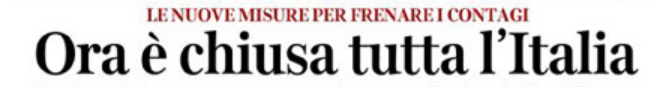 LE NUOVE MISURE PER FRENARE I CONTAGI
Ora è chiusa tutta l'Italia